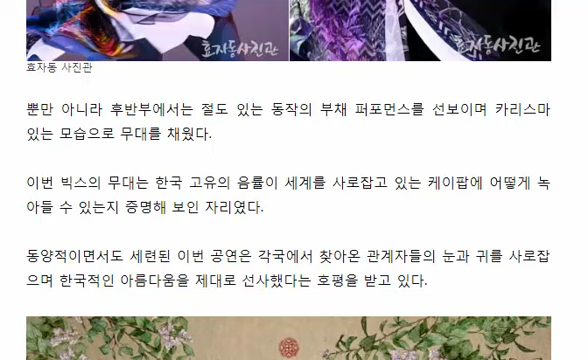 효자동사진관
효자동사진관
효자동 사진관
뿐만 아니라 후반부에서는 절도 있는 동작의 부채 퍼포먼스를 선보이며 카리스마
있는 모습으로 무대를 채웠다.
이번 빅스의 무대는 한국 고유의 음률이 세계를 사로잡고 있는 케이팝에 어떻게 녹
아들 수 있는지 증명해 보인 자리였다.
동양적이면서도 세련된 이번 공연은 각국에서 찾아온 관계자들의 눈과 귀를 사로잡
으며 한국적인 아름다움을 제대로 선사했다는 호평을 받고 있다.